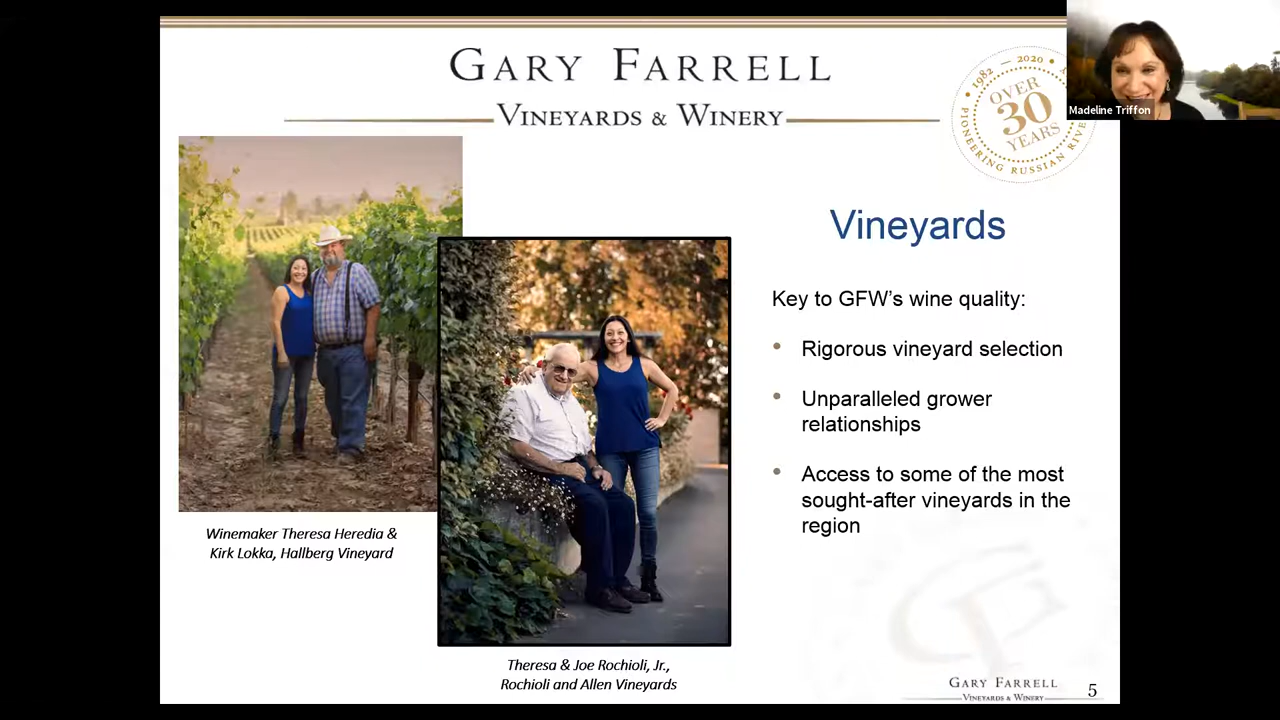 GARY FARRELL
VINEYARDS & WINERY
1982 — 2020
OVER
30
YEARS
PIONEERING RUSSIAN RIVE
Madeline Triffon
Vineyards
Key to GFW's wine quality:
• Rigorous vineyard selection
• Unparalleled grower
relationships
• Access to some of the most
sought-after vineyards in the
region
Winemaker Theresa Heredia &
Kirk Lokka, Hallberg Vineyard
Theresa & Joe Rochioli, Jr.,
Rochioli and Allen Vineyards
GARY FARRELL
VINEYARDS & WINERY
5